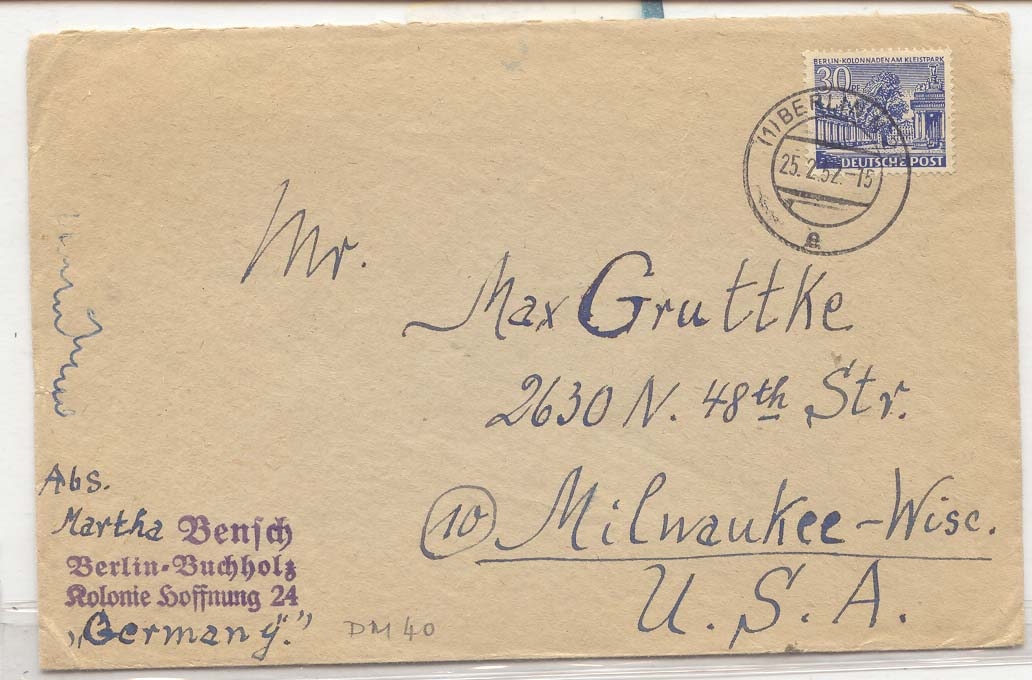 BERLIN-KOLONNADEN AM KLEISTPARK
30
DEUTSCHE POST
(1) BERLIN
25.2.52.-15
e
Mr.
Max Gruttke
2630 N. 48th Str.
(10) Milwaukee-Wisc.
U. S. A.
Abs.
Martha Bensch
Berlin-Buchholz
Kolonie Hoffnung 24
„Germany."
DM 40